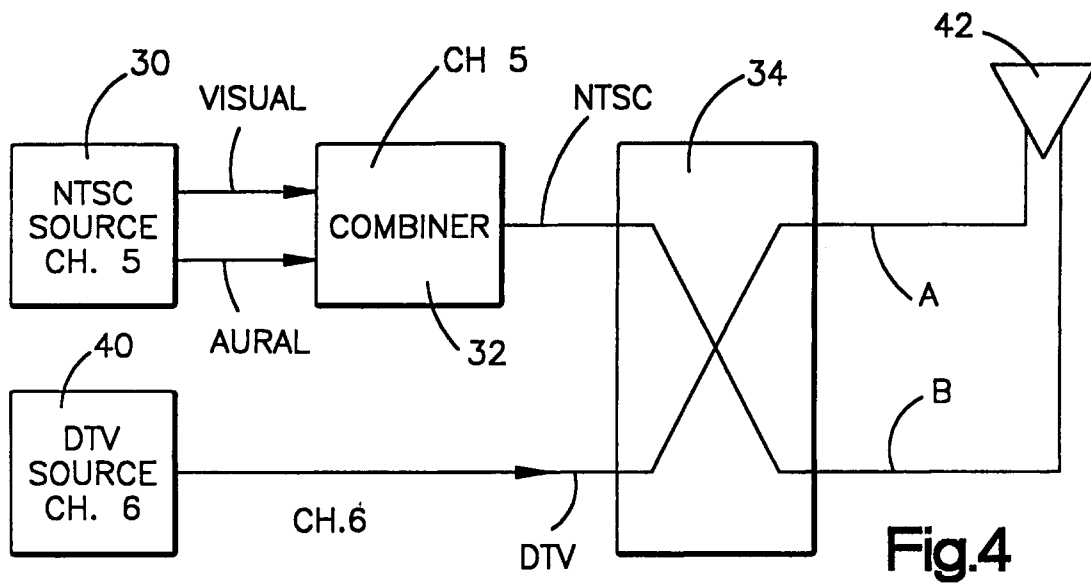 30
VISUAL
CH 5
NTSC
34
42
NTSC
SOURCE
CH. 5
COMBINER
A
AURAL
32
40
B
DTV
SOURCE
CH. 6
CH.6
DTV
Fig.4